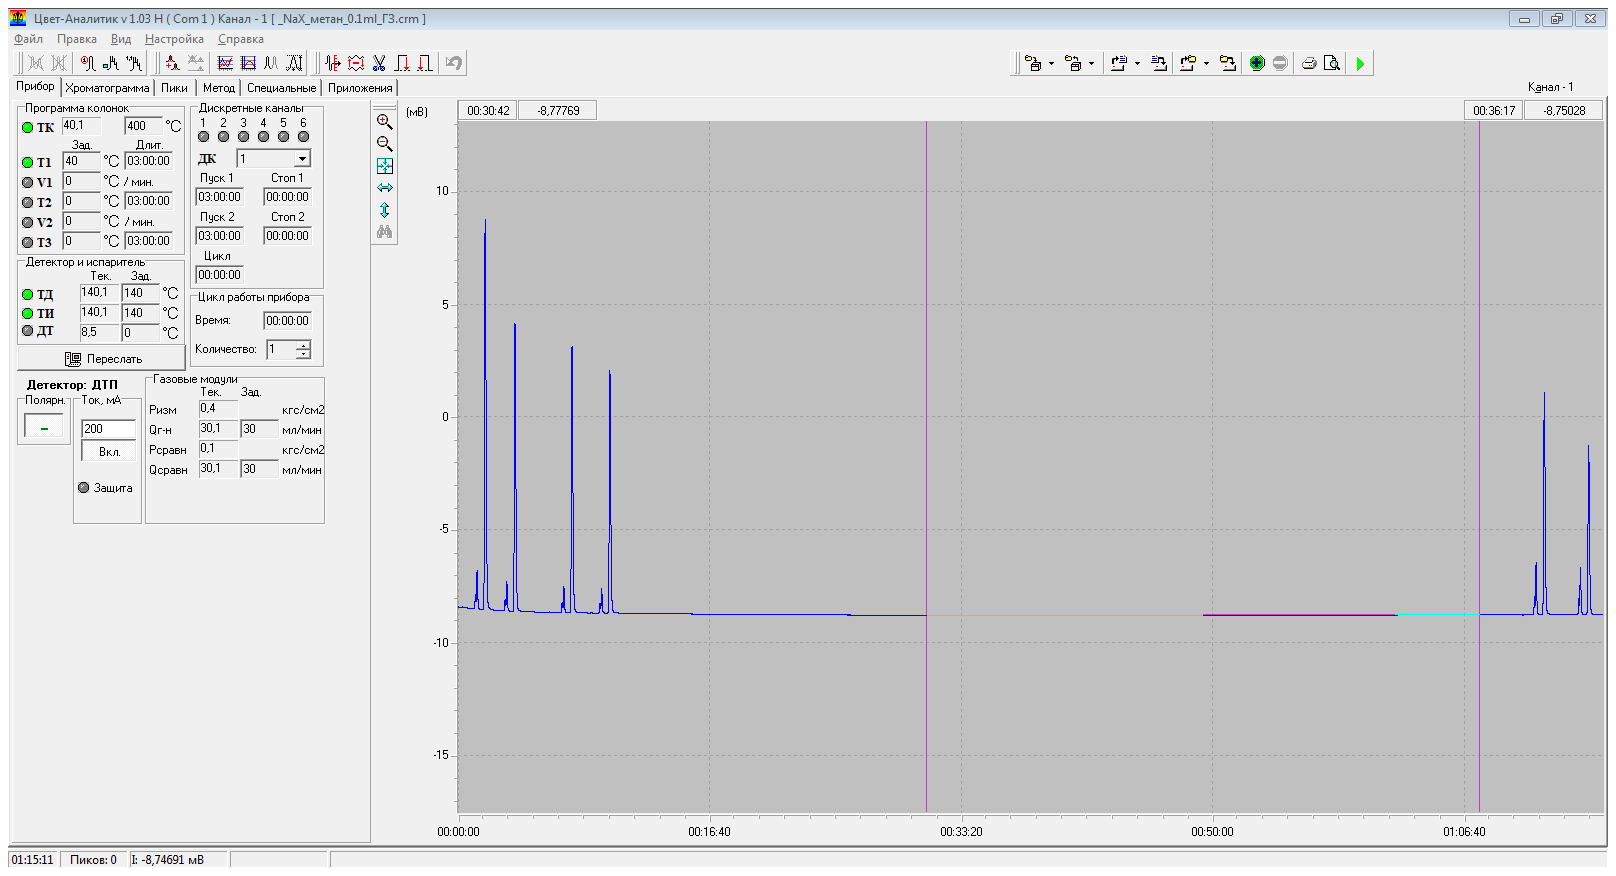 Цвет-Аналитик v 1.03 H ( Com 1 ) Канал - 1 [ _NaX_метан_0.1ml_ГЗ.crm ]
Файл Правка Вид Настройка Справка
Прибор Хроматограмма Пики Метод Специальные Приложения
Канал - 1
Программа колонок
ТК 40,1 400 °C
Зад. Длит.
T1 40 °C 03:00:00
V1 0 °C / мин.
T2 0 °C 03:00:00
V2 0 °C / мин.
T3 0 °C 03:00:00
Детектор и испаритель
Тек. Зад.
ТД 140,1 140 °C
ТИ 140,1 140 °C
ДТ 8,5 0 °C
Переслать
Детектор: ДТП
Полярн.
–
Ток, мА
200
Вкл.
Защита
Дискретные каналы
1 2 3 4 5 6
ДК 1
Пуск 1 Стоп 1
03:00:00 00:00:00
Пуск 2 Стоп 2
03:00:00 00:00:00
Цикл
00:00:00
Цикл работы прибора
Время: 00:00:00
Количество: 1
Газовые модули
Тек. Зад.
Ризм 0,4 кгс/см2
Qг-н 30,1 30 мл/мин
Рсравн 0,1 кгс/см2
Qсравн 30,1 30 мл/мин
(мВ) 00:30:42 -8,77769 00:36:17 -8,75028
10
5
0
-5
-10
-15
00:00:00 00:16:40 00:33:20 00:50:00 01:06:40
01:15:11 Пиков: 0 I: -8,74691 мВ